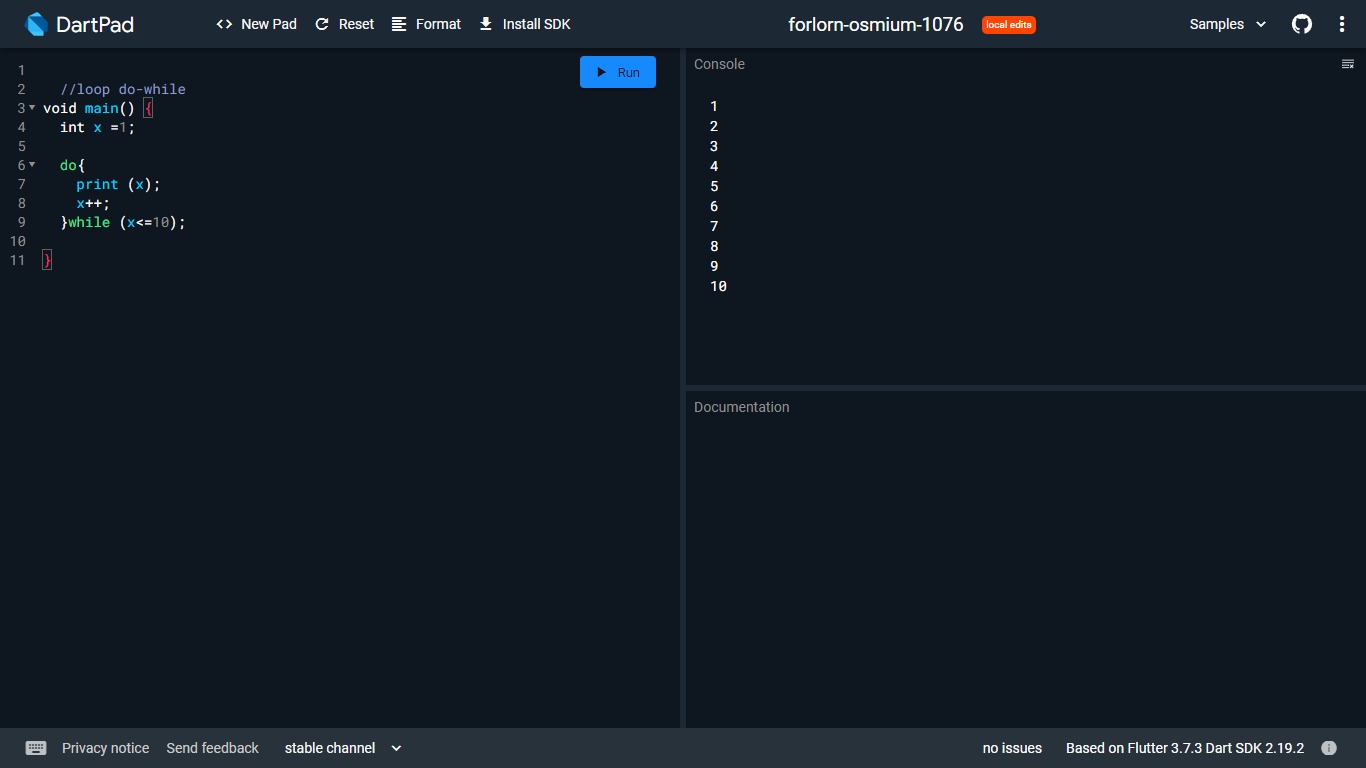 DartPad
<> New Pad
Reset
Format
Install SDK
forlorn-osmium-1076
local edits
Samples
1
2 //loop do-while
3 void main() {
4 int x =1;
5
6 do{
7 print (x);
8 x++;
9 }while (x<=10);
10
11 }
Run
Console
1
2
3
4
5
6
7
8
9
10
Documentation
Privacy notice
Send feedback
stable channel
no issues
Based on Flutter 3.7.3 Dart SDK 2.19.2